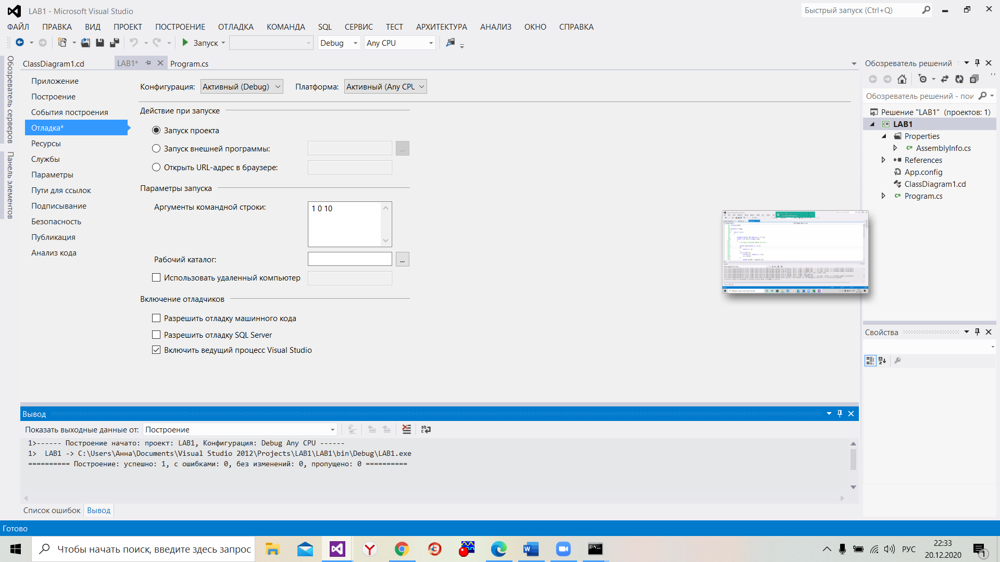 LAB1 - Microsoft Visual Studio
Быстрый запуск (Ctrl+Q)
ФАЙЛ ПРАВКА ВИД ПРОЕКТ ПОСТРОЕНИЕ ОТЛАДКА КОМАНДА SQL СЕРВИС ТЕСТ АРХИТЕКТУРА АНАЛИЗ ОКНО СПРАВКА
Запуск Debug Any CPU
Обозреватель серверов
Панель элементов
ClassDiagram1.cd LAB1* Program.cs
Приложение
Построение
События построения
Отладка*
Ресурсы
Службы
Параметры
Пути для ссылок
Подписывание
Безопасность
Публикация
Анализ кода
Конфигурация: Активный (Debug) Платформа: Активный (Any CPU
Действие при запуске
Запуск проекта
Запуск внешней программы: ...
Открыть URL-адрес в браузере:
Параметры запуска
Аргументы командной строки: 1 0 10
Рабочий каталог: ...
Использовать удаленный компьютер
Включение отладчиков
Разрешить отладку машинного кода
Разрешить отладку SQL Server
Включить ведущий процесс Visual Studio
Обозреватель решений
Обозреватель решений - пои
Решение "LAB1" (проектов: 1)
LAB1
Properties
AssemblyInfo.cs
References
App.config
ClassDiagram1.cd
Program.cs
Свойства
Вывод
Показать выходные данные от: Построение
1>------ Построение начато: проект: LAB1, Конфигурация: Debug Any CPU ------
1>  LAB1 -> C:\Users\Анна\Documents\Visual Studio 2012\Projects\LAB1\LAB1\bin\Debug\LAB1.exe
========== Построение: успешно: 1, с ошибками: 0, без изменений: 0, пропущено: 0 ==========
Список ошибок Вывод
Готово
Чтобы начать поиск, введите здесь запрос
РУС
22:33
20.12.2020
1